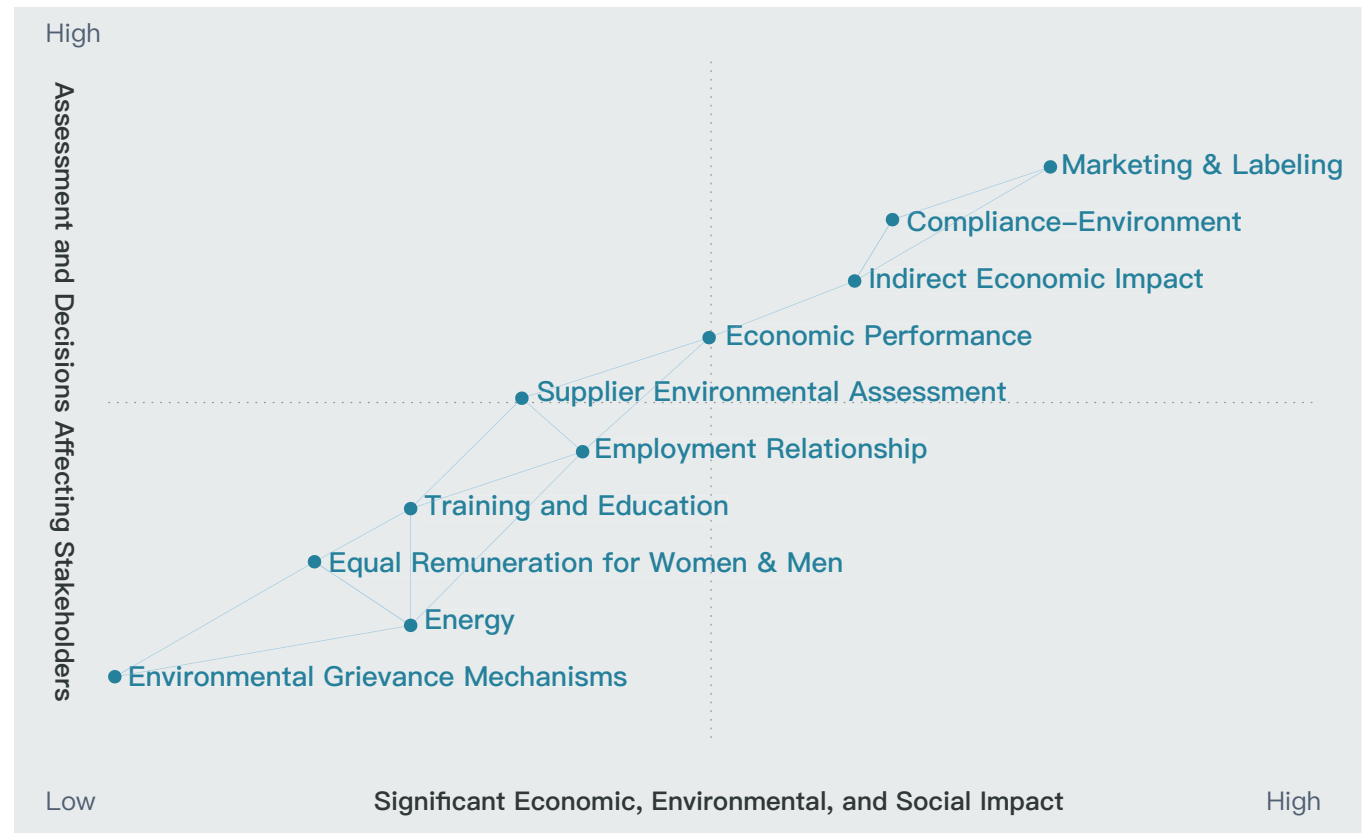 High
Assessment and Decisions Affecting Stakeholders
Marketing & Labeling
Compliance–Environment
Indirect Economic Impact
Economic Performance
Supplier Environmental Assessment
Employment Relationship
Training and Education
Equal Remuneration for Women & Men
Energy
Environmental Grievance Mechanisms
Low
Significant Economic, Environmental, and Social Impact
High